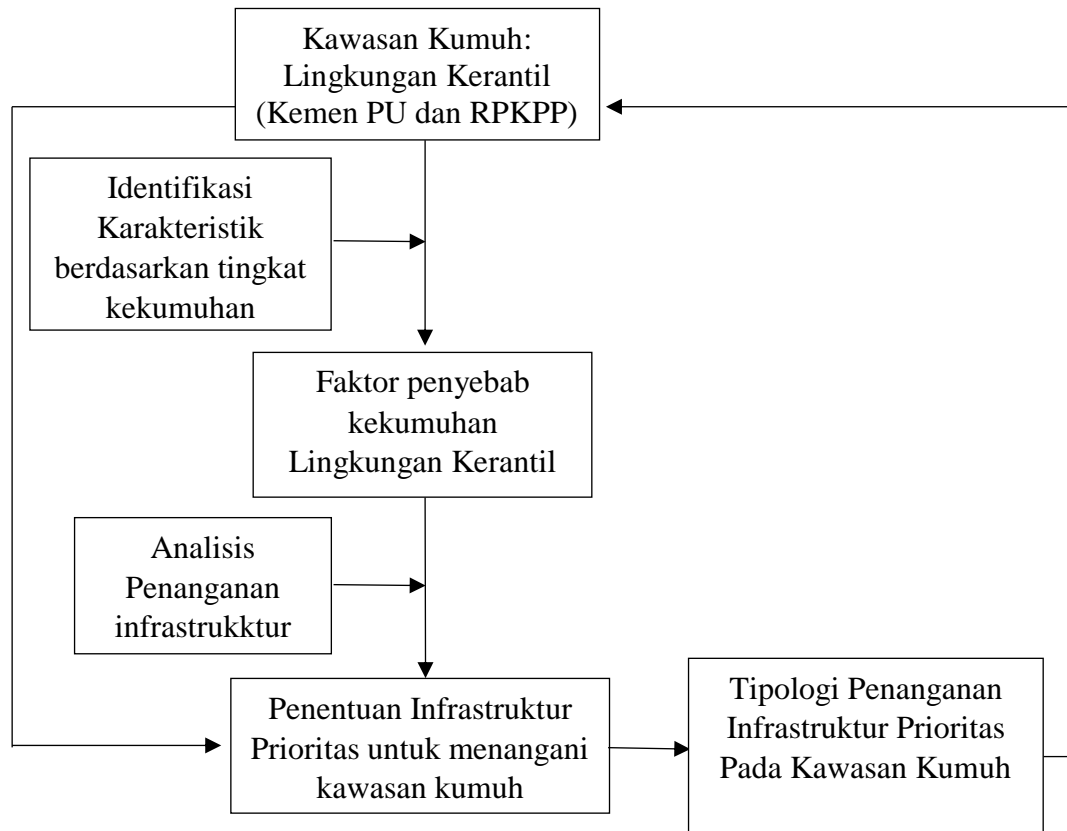 Kawasan Kumuh:
Lingkungan Kerantil
(Kemen PU dan RPKPP)
Identifikasi
Karakteristik
berdasarkan tingkat
kekumuhan
Faktor penyebab
kekumuhan
Lingkungan Kerantil
Analisis
Penanganan
infrastrukktur
Penentuan Infrastruktur
Prioritas untuk menangani
kawasan kumuh
Tipologi Penanganan
Infrastruktur Prioritas
Pada Kawasan Kumuh